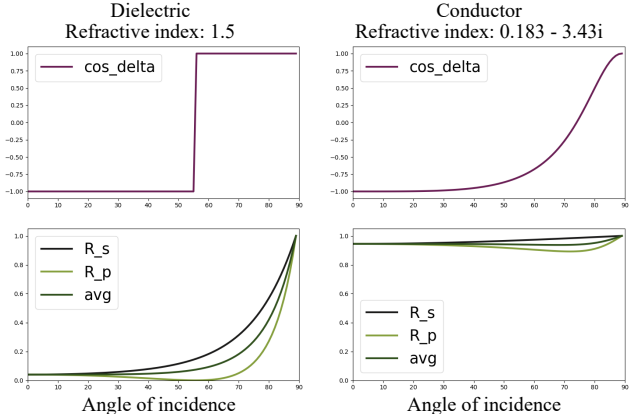 Dielectric
Refractive index: 1.5
1.00
0.75
0.50
0.25
0.00
−0.25
−0.50
−0.75
−1.00
cos_delta
0 10 20 30 40 50 60 70 80 90
Conductor
Refractive index: 0.183 - 3.43i
1.00
0.75
0.50
0.25
0.00
−0.25
−0.50
−0.75
−1.00
cos_delta
0 10 20 30 40 50 60 70 80 90
1.0
0.8
0.6
0.4
0.2
0.0
R_s
R_p
avg
0 10 20 30 40 50 60 70 80 90
Angle of incidence
1.0
0.8
0.6
0.4
0.2
0.0
R_s
R_p
avg
0 10 20 30 40 50 60 70 80 90
Angle of incidence